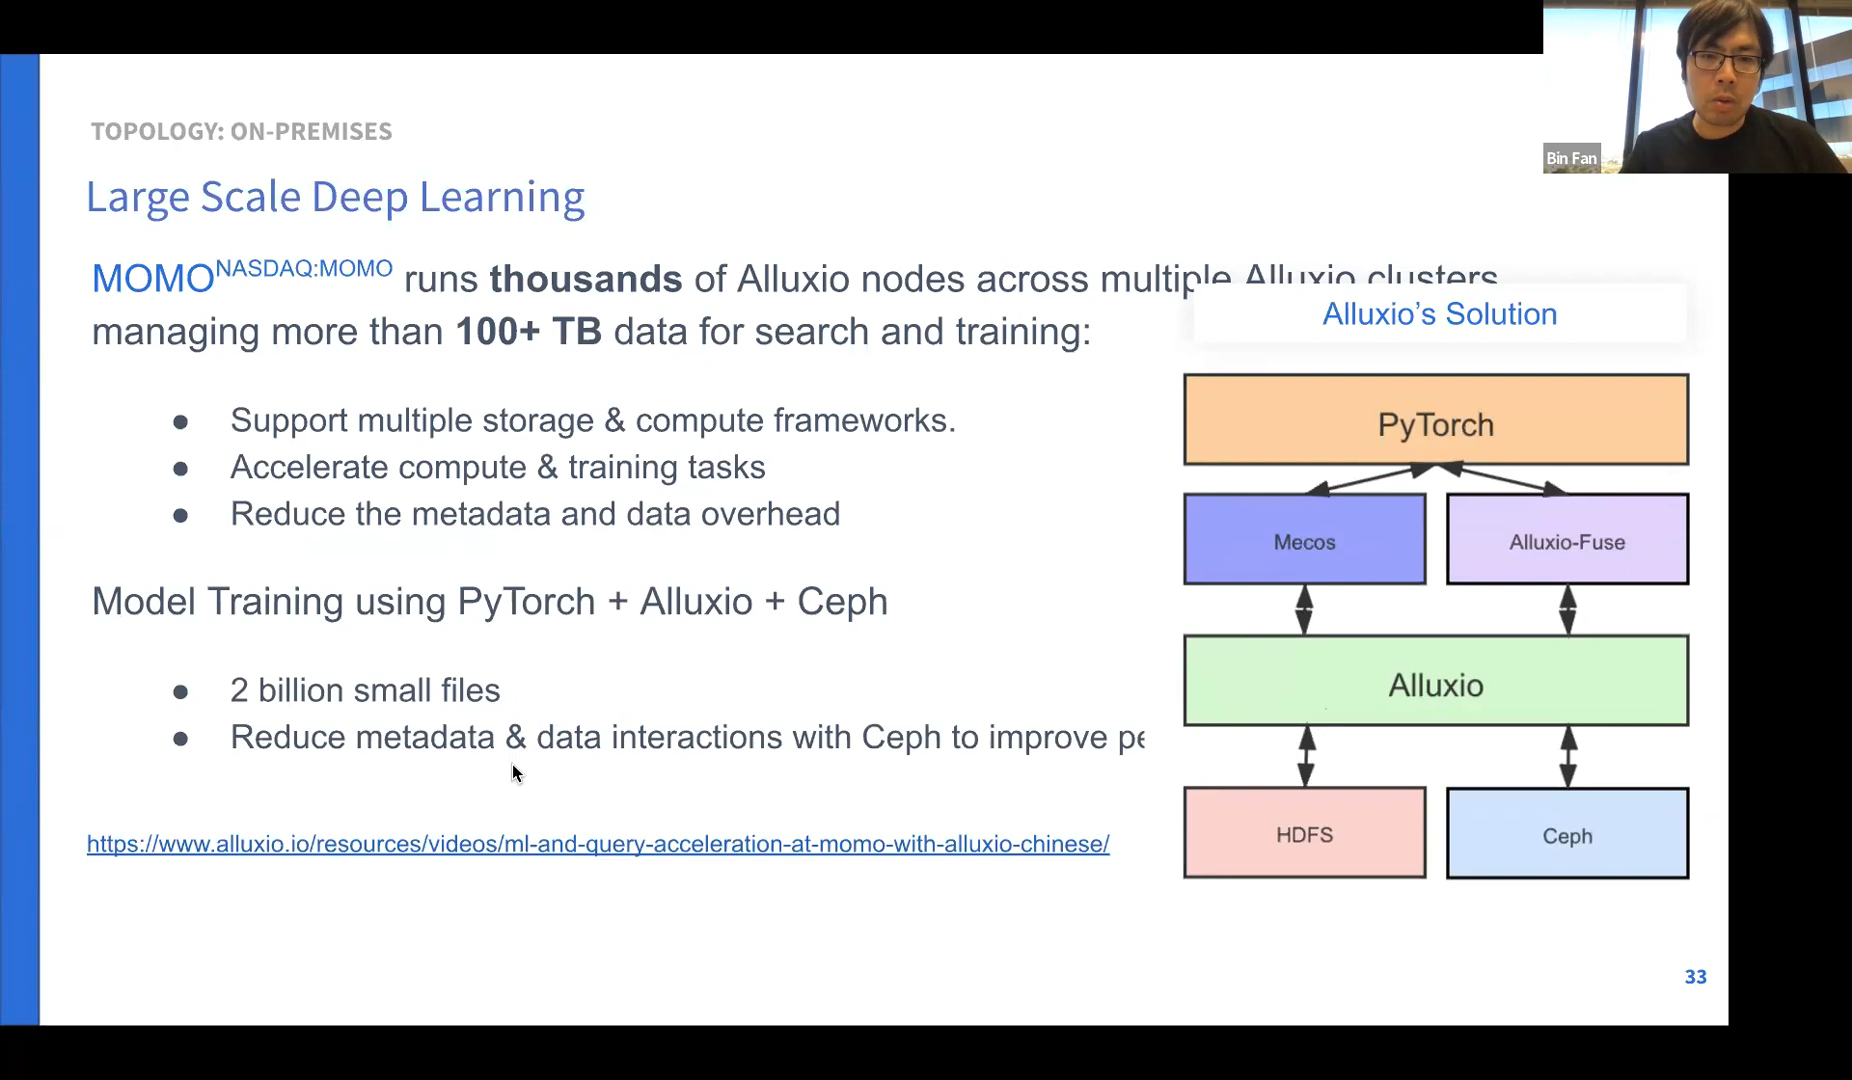 Bin Fan
TOPOLOGY: ON-PREMISES
Large Scale Deep Learning
MOMO NASDAQ:MOMO runs thousands of Alluxio nodes across multiple Alluxio clusters
managing more than 100+ TB data for search and training:
● Support multiple storage & compute frameworks.
● Accelerate compute & training tasks
● Reduce the metadata and data overhead
Model Training using PyTorch + Alluxio + Ceph
● 2 billion small files
● Reduce metadata & data interactions with Ceph to improve pe
https://www.alluxio.io/resources/videos/ml-and-query-acceleration-at-momo-with-alluxio-chinese/
Alluxio’s Solution
PyTorch
Mecos
Alluxio-Fuse
Alluxio
HDFS
Ceph
33